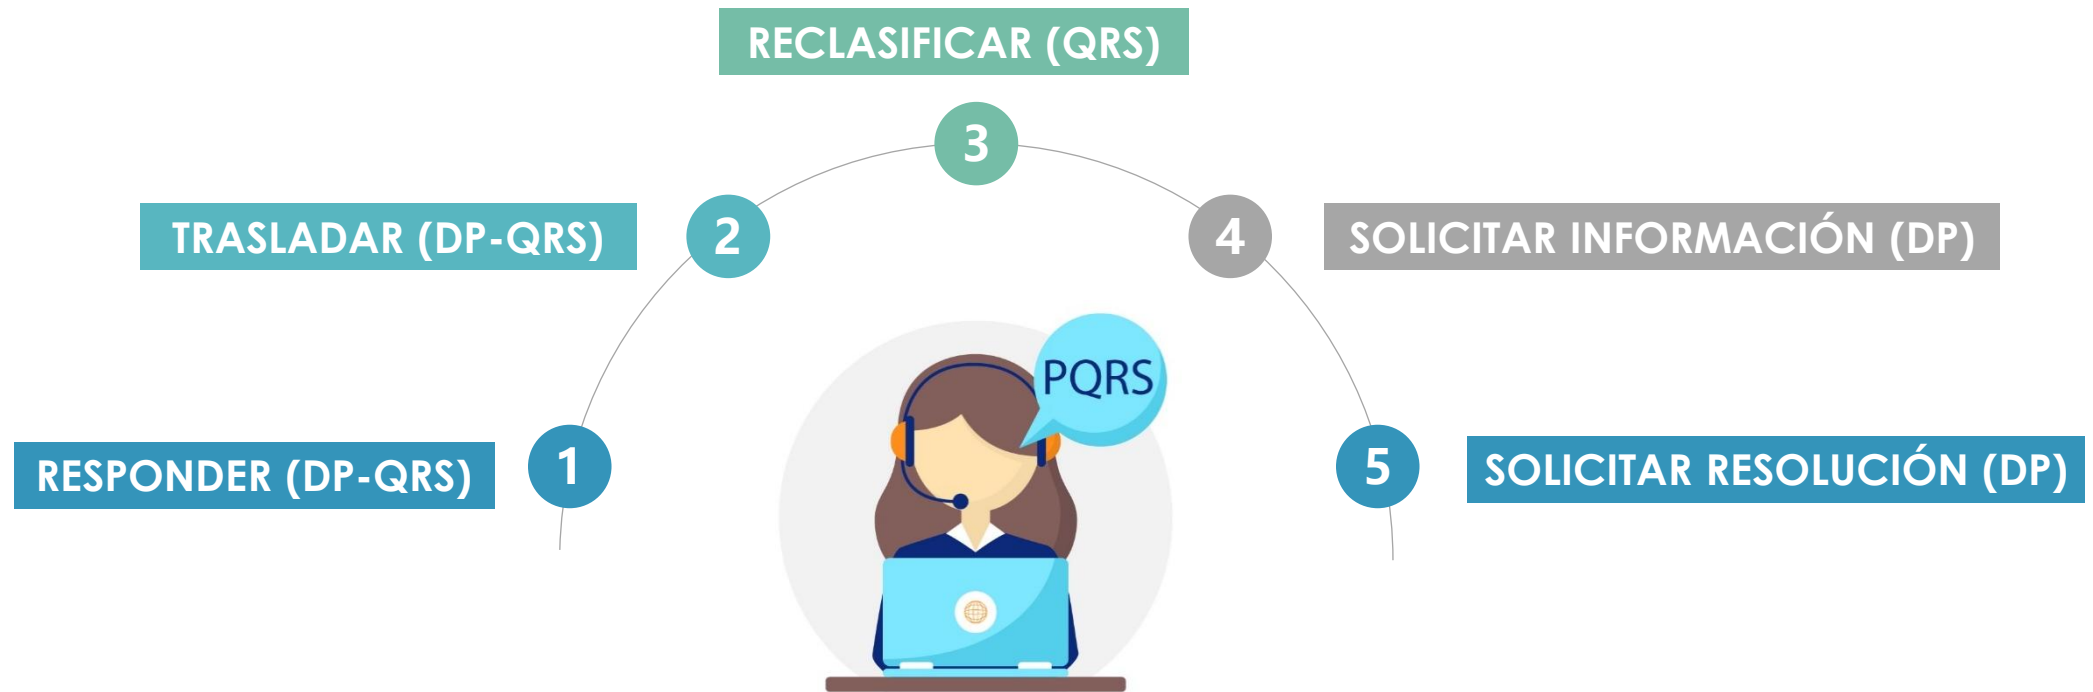 RECLASIFICAR (QRS)
3
TRASLADAR (DP-QRS)
2
4
SOLICITAR INFORMACIÓN (DP)
PQRS
RESPONDER (DP-QRS)
1
5
SOLICITAR RESOLUCIÓN (DP)